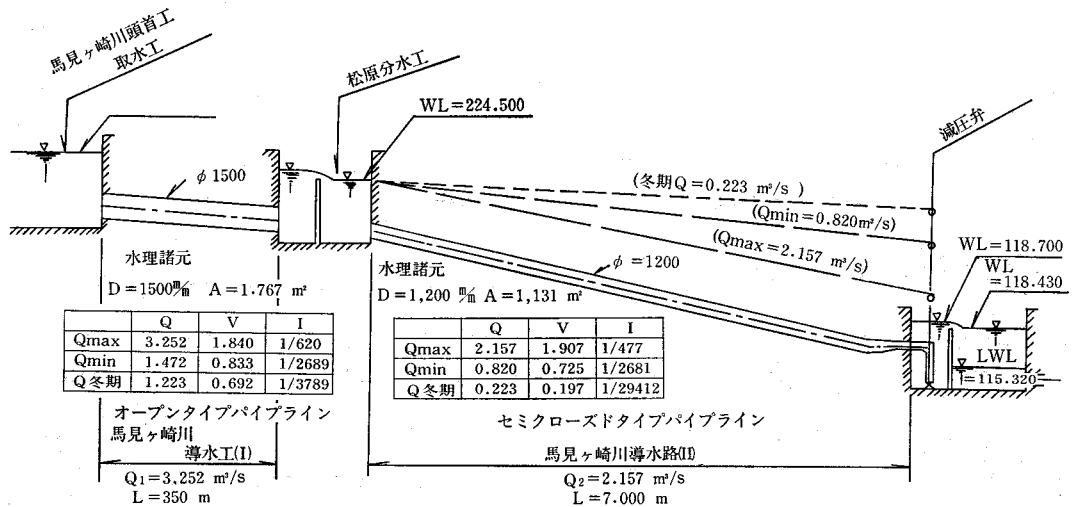 馬見ヶ崎川頭首工
取水工
松原分水工
WL=224.500
減圧弁
φ 1500
(冬期Q=0.223 m³/s )
(Qmin=0.820m³/s)
(Qmax=2.157 m³/s)
WL=118.700
WL
=118.430
φ=1200
LWL
=115.320
水理諸元
D=1500m/m A=1.767 m²
Q V I
Qmax 3.252 1.840 1/620
Qmin 1.472 0.833 1/2689
Q冬期 1.223 0.692 1/3789
オープンタイプパイプライン
馬見ヶ崎川
導水工(I)
Q₁=3,252 m³/s
L=350 m
水理諸元
D=1,200 m/m A=1,131 m²
Q V I
Qmax 2.157 1.907 1/477
Qmin 0.820 0.725 1/2681
Q冬期 0.223 0.197 1/29412
セミクローズドタイプパイプライン
馬見ヶ崎川導水路(II)
Q₂=2.157 m³/s
L=7.000 m